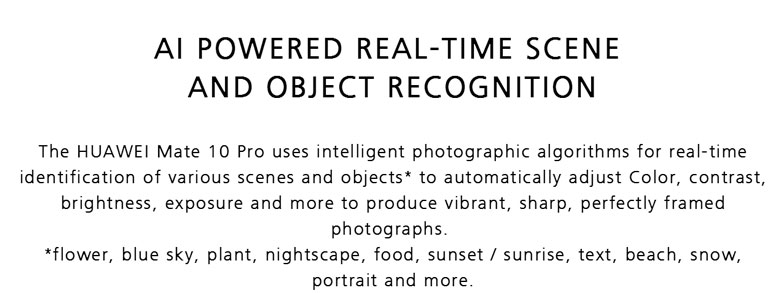 AI POWERED REAL-TIME SCENE
AND OBJECT RECOGNITION
The HUAWEI Mate 10 Pro uses intelligent photographic algorithms for real-time
identification of various scenes and objects* to automatically adjust Color, contrast,
brightness, exposure and more to produce vibrant, sharp, perfectly framed
photographs.
*flower, blue sky, plant, nightscape, food, sunset / sunrise, text, beach, snow,
portrait and more.